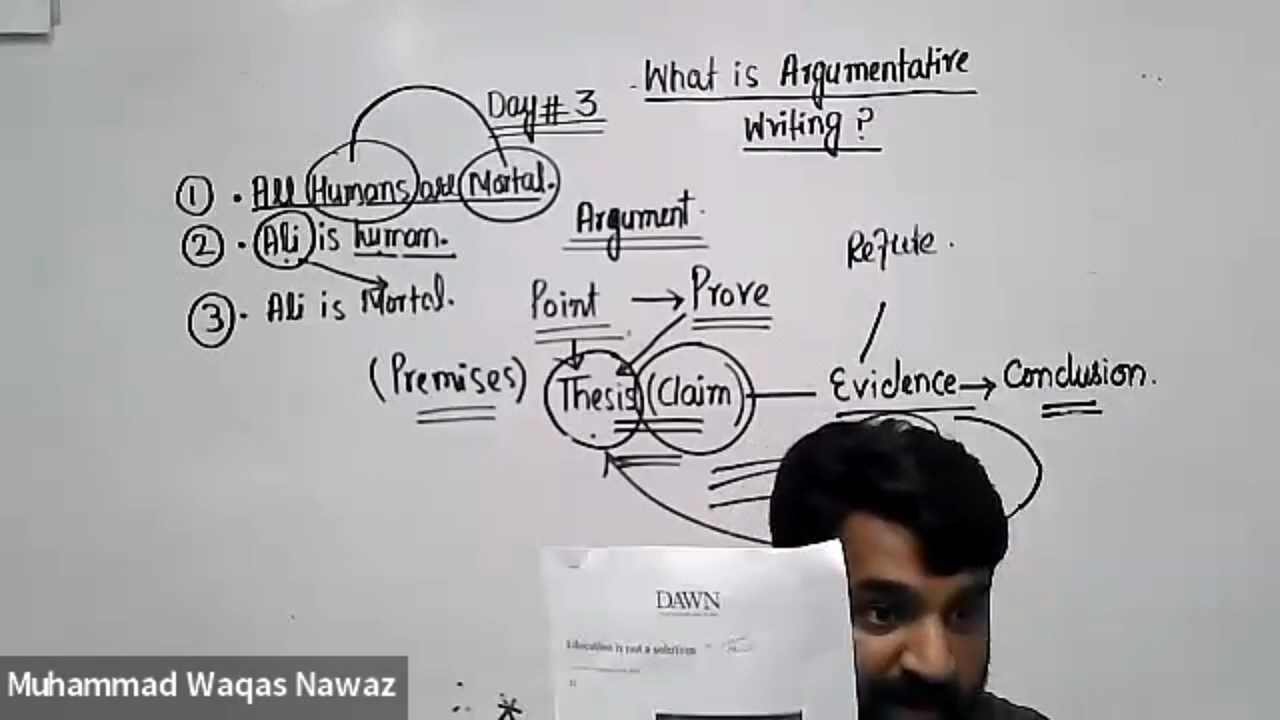 Day # 3
What is Argumentative
Writing ?
① · All Humans are Mortal.
② · Ali is human.
③ · Ali is Mortal.
Argument.
Refute.
Point → Prove
(Premises) Thesis (Claim) — Evidence → Conclusion.
DAWN
Education is not a solution
Muhammad Waqas Nawaz